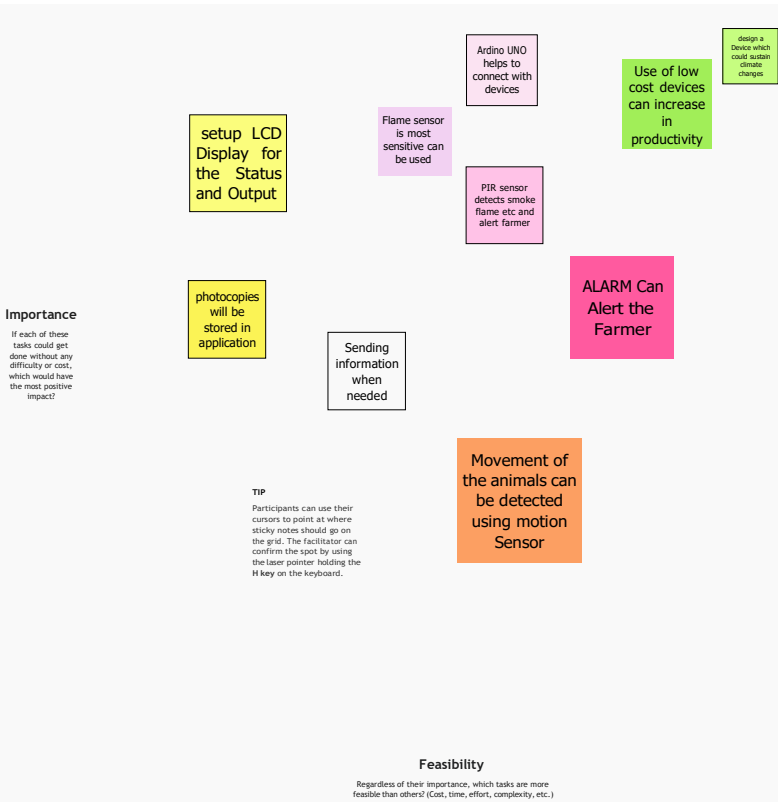 design a
Device which
could sustain
climate
changes
Ardino UNO
helps to
connect with
devices
Use of low
cost devices
can increase
in
productivity
Flame sensor
is most
sensitive can
be used
setup LCD
Display for
the Status
and Output
PIR sensor
detects smoke
flame etc and
alert farmer
ALARM Can
Alert the
Farmer
photocopies
will be
stored in
application
Importance
If each of these
tasks could get
done without any
difficulty or cost,
which would have
the most positive
impact?
Sending
information
when
needed
Movement of
the animals can
be detected
using motion
Sensor
TIP
Participants can use their
cursors to point at where
sticky notes should go on
the grid. The facilitator can
confirm the spot by using
the laser pointer holding the
H key on the keyboard.
Feasibility
Regardless of their importance, which tasks are more
feasible than others? (Cost, time, effort, complexity, etc.)